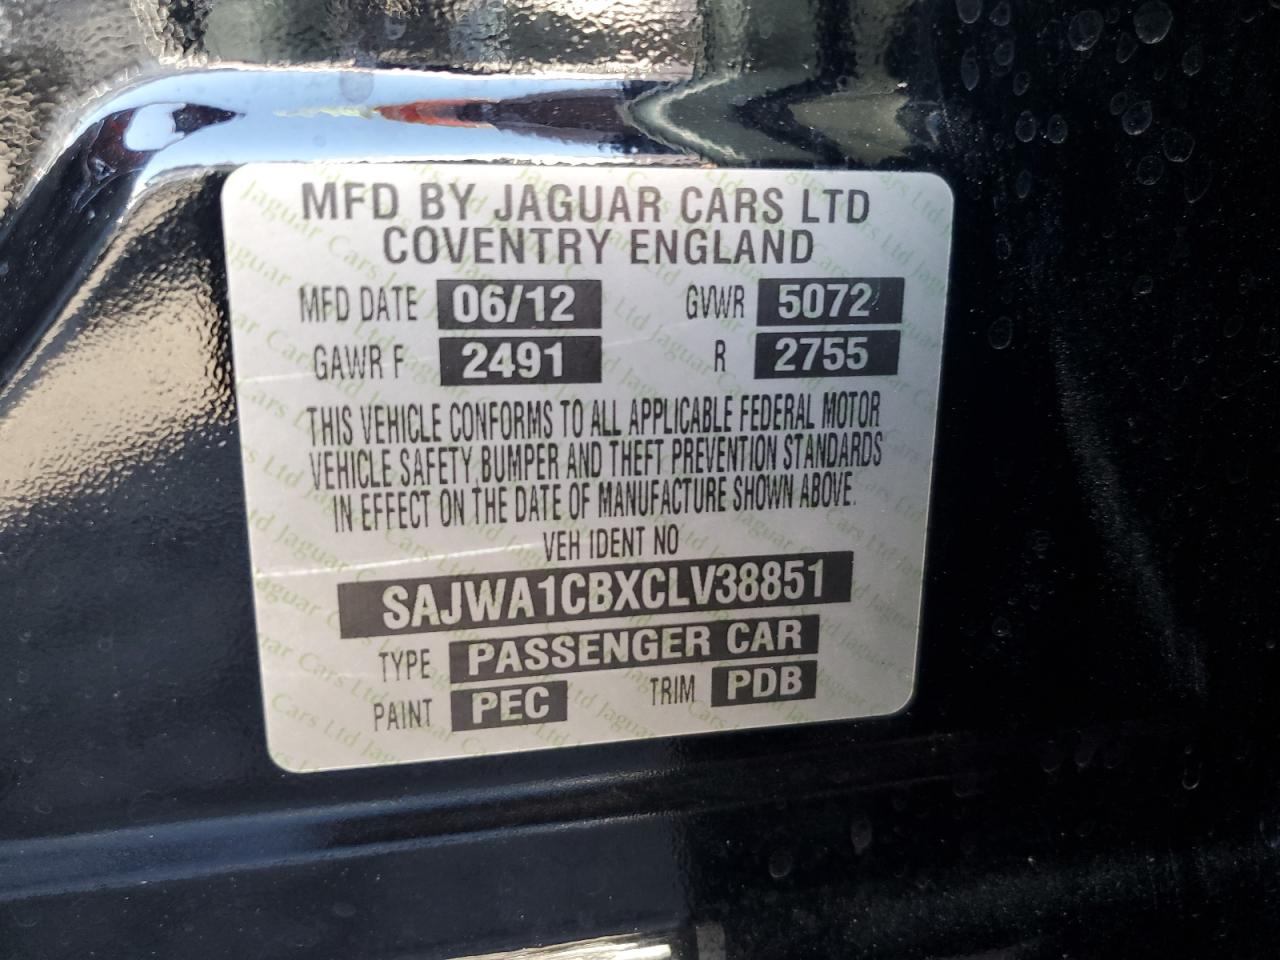 MFD BY JAGUAR CARS LTD
COVENTRY ENGLAND
MFD DATE 06/12 GVWR 5072
GAWR F 2491 R 2755
THIS VEHICLE CONFORMS TO ALL APPLICABLE FEDERAL MOTOR
VEHICLE SAFETY,BUMPER AND THEFT PREVENTION STANDARDS
IN EFFECT ON THE DATE OF MANUFACTURE SHOWN ABOVE.
VEH IDENT NO
SAJWA1CBXCLV38851
TYPE PASSENGER CAR
PAINT PEC TRIM PDB